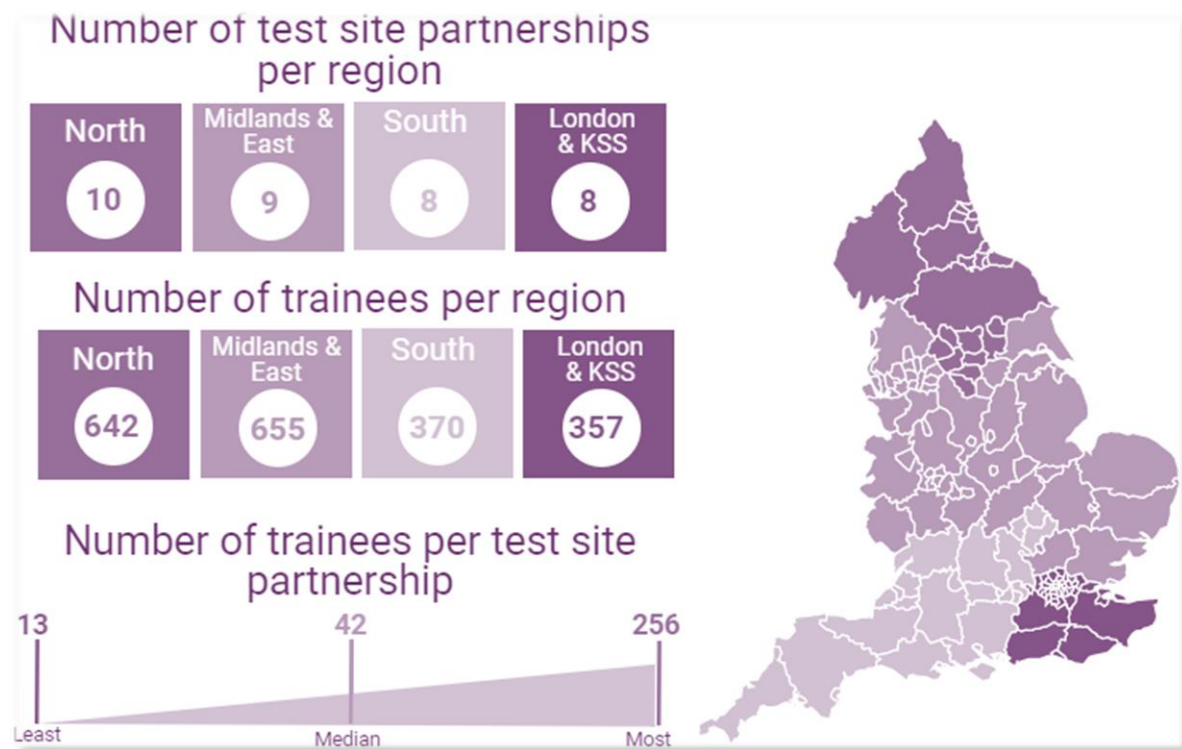 Number of test site partnerships
per region
North
Midlands &
East
South
London
& KSS
10
9
8
8
Number of trainees per region
North
Midlands &
East
South
London
& KSS
642
655
370
357
Number of trainees per test site
partnership
13
42
256
Least
Median
Most